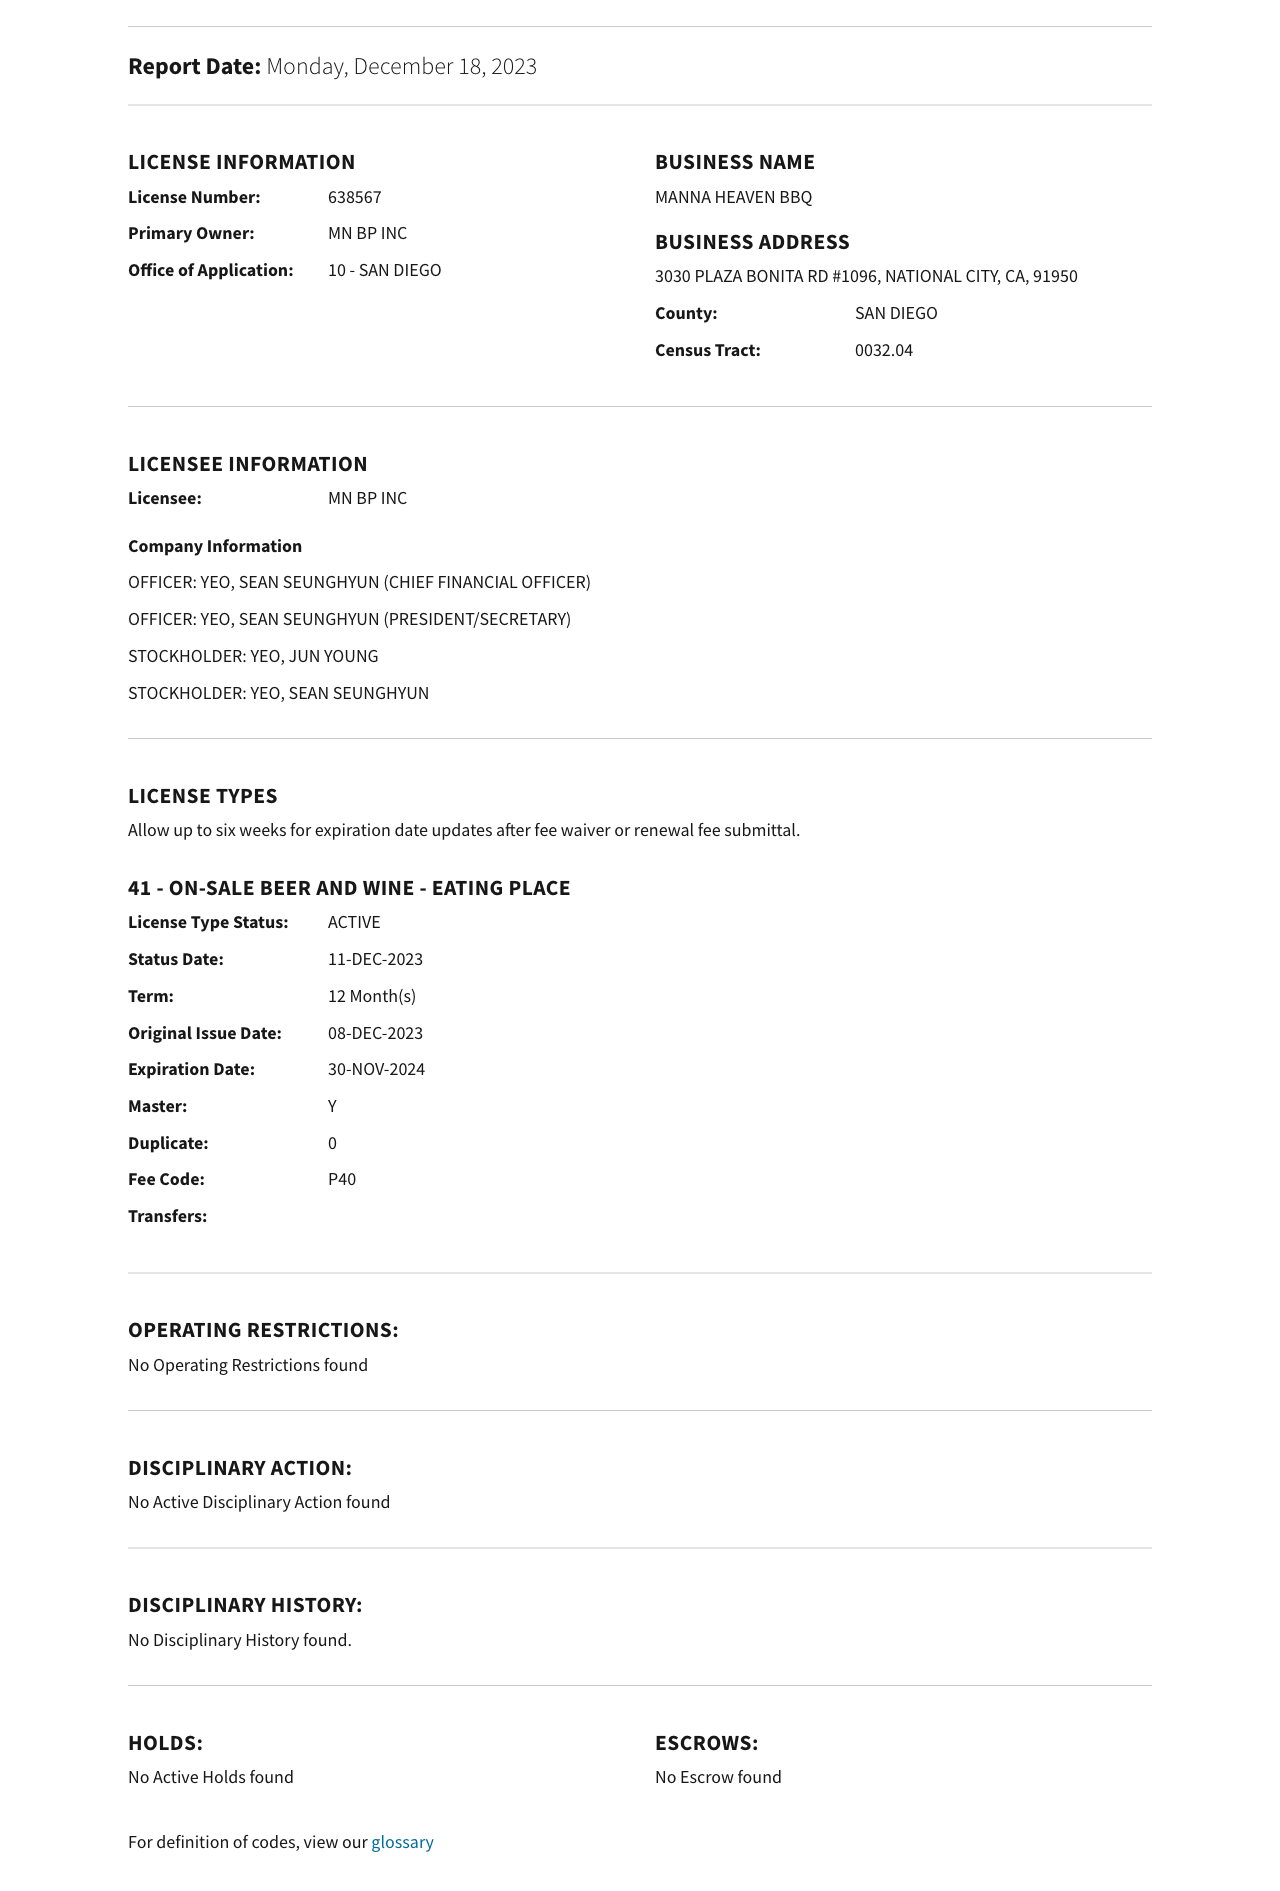 Report Date: Monday, December 18, 2023
LICENSE INFORMATION
License Number: 638567
Primary Owner: MN BP INC
Office of Application: 10 - SAN DIEGO
BUSINESS NAME
MANNA HEAVEN BBQ
BUSINESS ADDRESS
3030 PLAZA BONITA RD #1096, NATIONAL CITY, CA, 91950
County: SAN DIEGO
Census Tract: 0032.04
LICENSEE INFORMATION
Licensee: MN BP INC
Company Information
OFFICER: YEO, SEAN SEUNGHYUN (CHIEF FINANCIAL OFFICER)
OFFICER: YEO, SEAN SEUNGHYUN (PRESIDENT/SECRETARY)
STOCKHOLDER: YEO, JUN YOUNG
STOCKHOLDER: YEO, SEAN SEUNGHYUN
LICENSE TYPES
Allow up to six weeks for expiration date updates after fee waiver or renewal fee submittal.
41 - ON-SALE BEER AND WINE - EATING PLACE
License Type Status: ACTIVE
Status Date: 11-DEC-2023
Term: 12 Month(s)
Original Issue Date: 08-DEC-2023
Expiration Date: 30-NOV-2024
Master: Y
Duplicate: 0
Fee Code: P40
Transfers:
OPERATING RESTRICTIONS:
No Operating Restrictions found
DISCIPLINARY ACTION:
No Active Disciplinary Action found
DISCIPLINARY HISTORY:
No Disciplinary History found.
HOLDS:
No Active Holds found
ESCROWS:
No Escrow found
For definition of codes, view our glossary